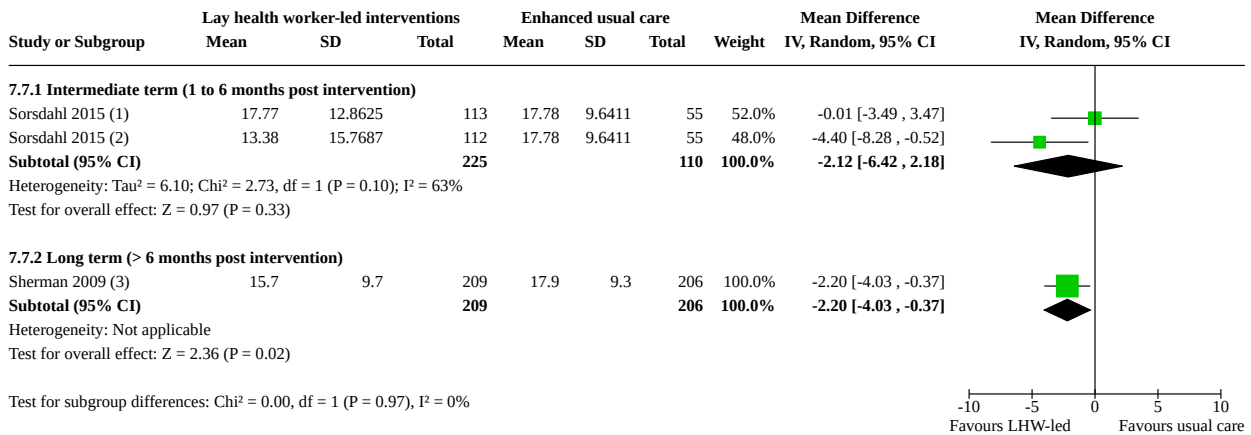 Lay health worker-led interventions Enhanced usual care Mean Difference Mean Difference
Study or Subgroup Mean SD Total Mean SD Total Weight IV, Random, 95% CI IV, Random, 95% CI
7.7.1 Intermediate term (1 to 6 months post intervention)
Sorsdahl 2015 (1) 17.77 12.8625 113 17.78 9.6411 55 52.0% -0.01 [-3.49 , 3.47]
Sorsdahl 2015 (2) 13.38 15.7687 112 17.78 9.6411 55 48.0% -4.40 [-8.28 , -0.52]
Subtotal (95% CI) 225 110 100.0% -2.12 [-6.42 , 2.18]
Heterogeneity: Tau² = 6.10; Chi² = 2.73, df = 1 (P = 0.10); I² = 63%
Test for overall effect: Z = 0.97 (P = 0.33)
7.7.2 Long term (> 6 months post intervention)
Sherman 2009 (3) 15.7 9.7 209 17.9 9.3 206 100.0% -2.20 [-4.03 , -0.37]
Subtotal (95% CI) 209 206 100.0% -2.20 [-4.03 , -0.37]
Heterogeneity: Not applicable
Test for overall effect: Z = 2.36 (P = 0.02)
Test for subgroup differences: Chi² = 0.00, df = 1 (P = 0.97), I² = 0%
-10 -5 0 5 10
Favours LHW-led Favours usual care